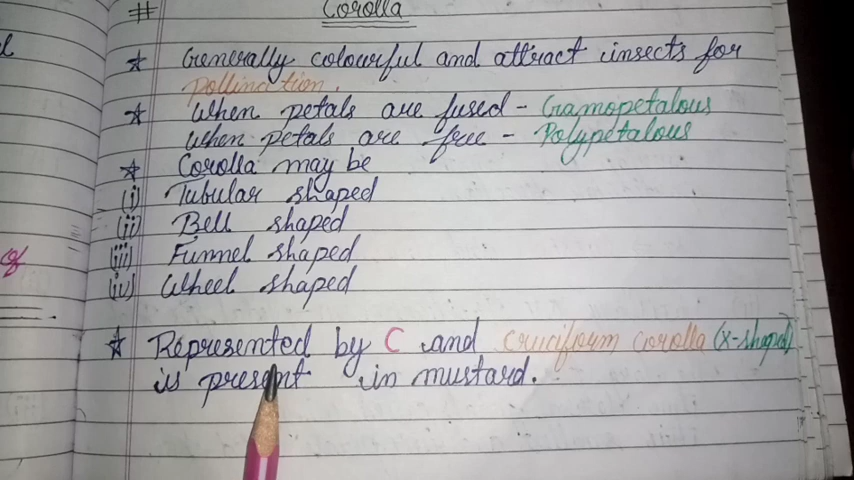 # Corolla
☆ Generally colourful and attract insects for
Pollination.
☆ When petals are fused - Gamopetalous
When petals are free - Polypetalous
☆ Corolla may be
(i) Tubular shaped
(ii) Bell shaped
(iii) Funnel shaped
(iv) Wheel shaped
☆ Represented by C and cruciform corolla (x-shaped)
is present in mustard.